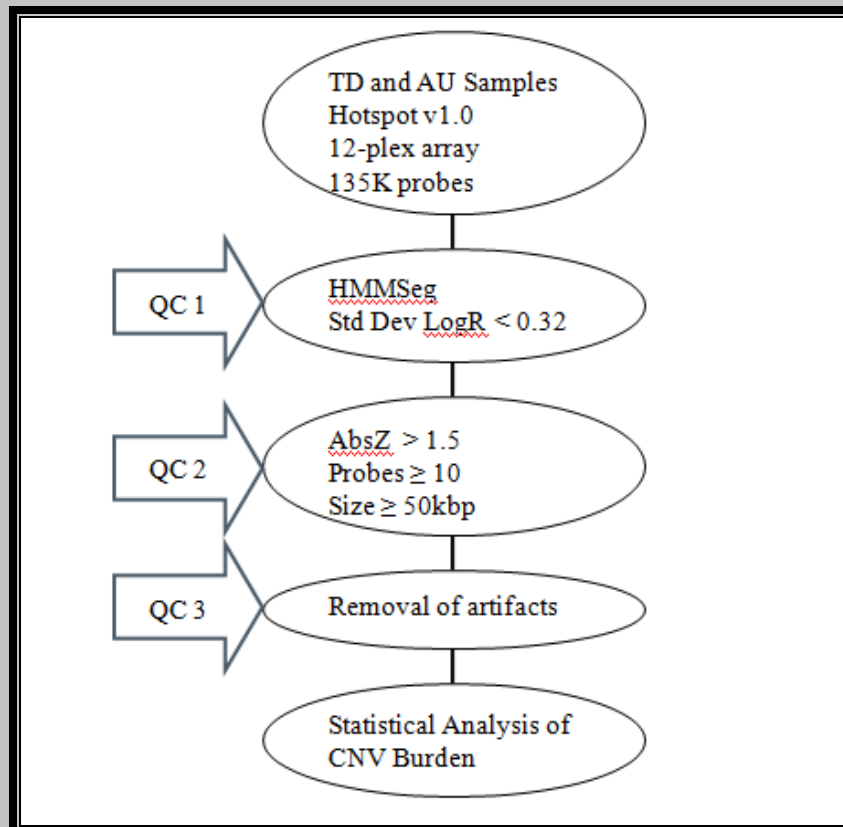 TD and AU Samples
Hotspot v1.0
12-plex array
135K probes
QC 1
HMMSeg
Std Dev LogR < 0.32
QC 2
AbsZ > 1.5
Probes ≥ 10
Size ≥ 50kbp
QC 3
Removal of artifacts
Statistical Analysis of
CNV Burden